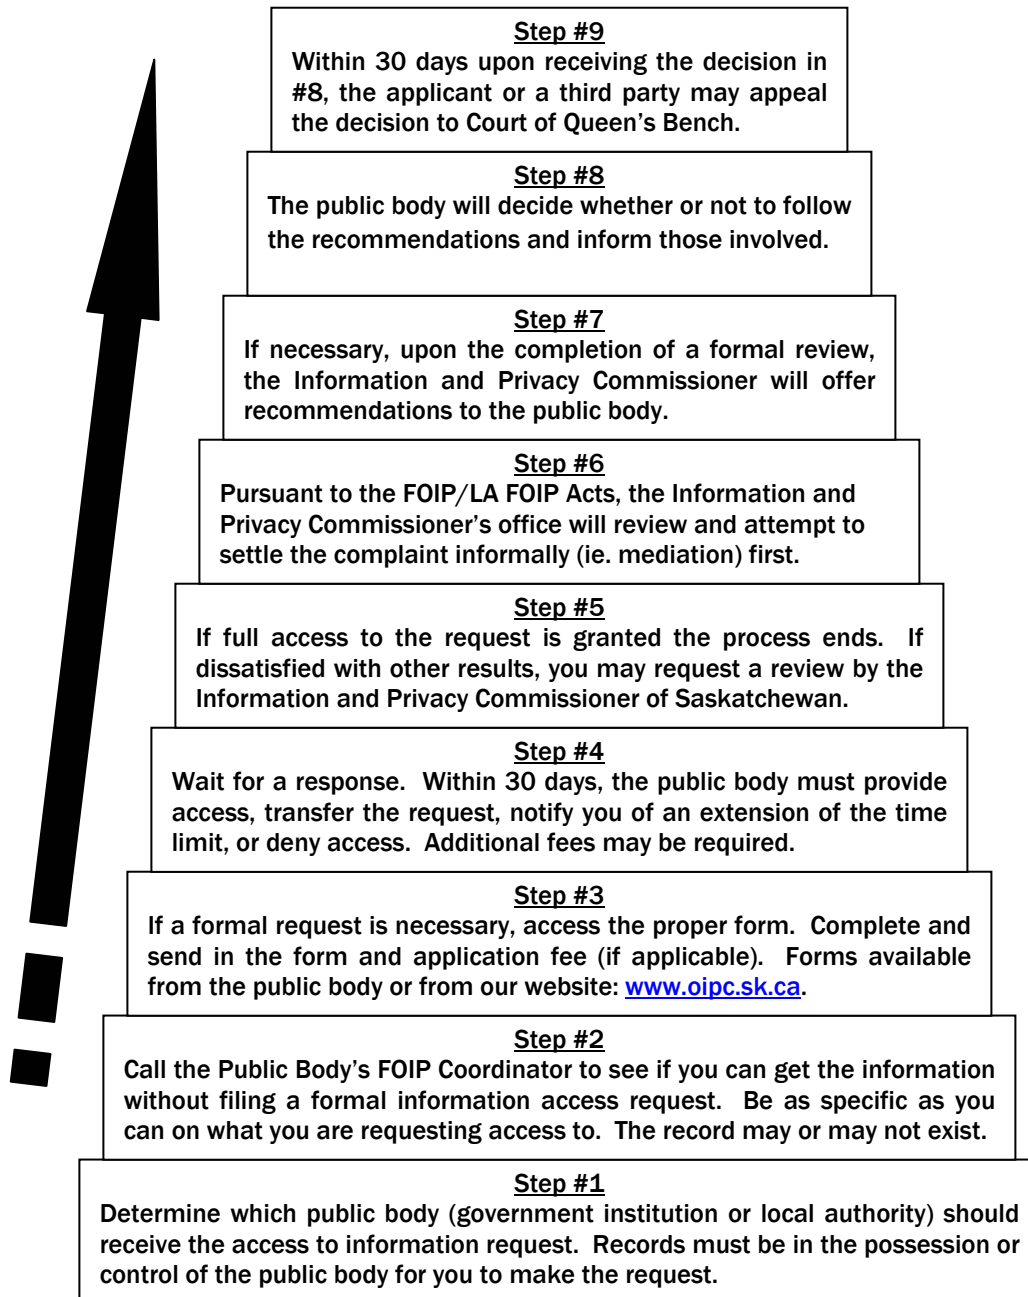 Step #9
Within 30 days upon receiving the decision in
#8, the applicant or a third party may appeal
the decision to Court of Queen's Bench.
Step #8
The public body will decide whether or not to follow
the recommendations and inform those involved.
Step #7
If necessary, upon the completion of a formal review,
the Information and Privacy Commissioner will offer
recommendations to the public body.
Step #6
Pursuant to the FOIP/LA FOIP Acts, the Information and
Privacy Commissioner's office will review and attempt to
settle the complaint informally (ie. mediation) first.
Step #5
If full access to the request is granted the process ends. If
dissatisfied with other results, you may request a review by the
Information and Privacy Commissioner of Saskatchewan.
Step #4
Wait for a response. Within 30 days, the public body must provide
access, transfer the request, notify you of an extension of the time
limit, or deny access. Additional fees may be required.
Step #3
If a formal request is necessary, access the proper form. Complete and
send in the form and application fee (if applicable). Forms available
from the public body or from our website: www.oipc.sk.ca.
Step #2
Call the Public Body's FOIP Coordinator to see if you can get the information
without filing a formal information access request. Be as specific as you
can on what you are requesting access to. The record may or may not exist.
Step #1
Determine which public body (government institution or local authority) should
receive the access to information request. Records must be in the possession or
control of the public body for you to make the request.